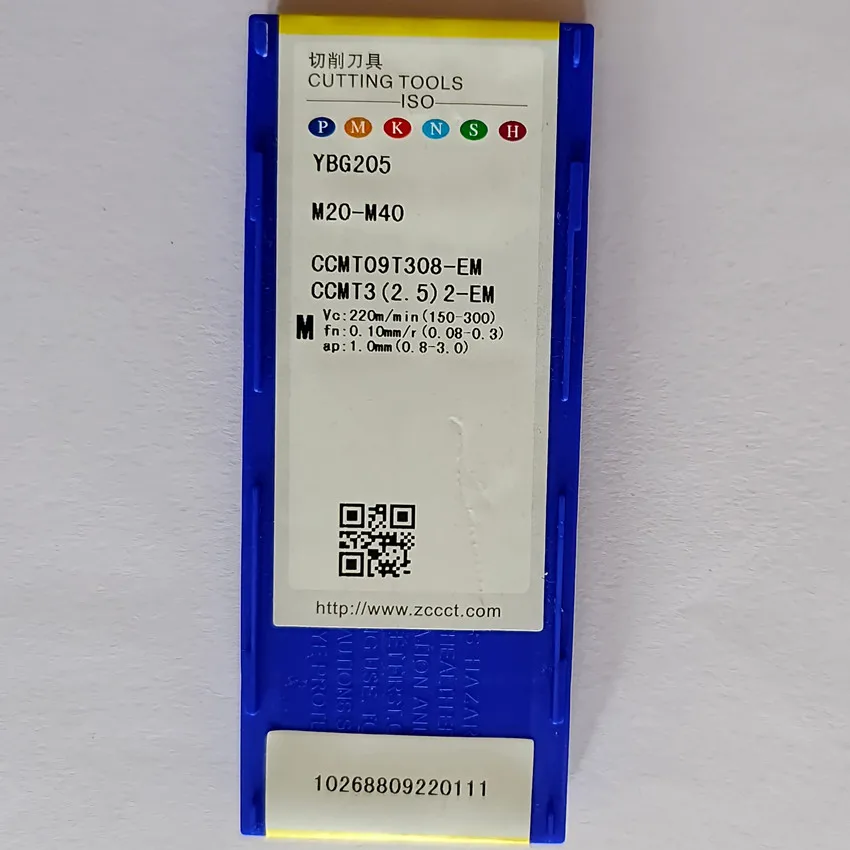 切削刀具
CUTTING TOOLS
ISO
P M K N S H
YBG205
M20-M40
CCMT09T308-EM
CCMT3(2.5)2-EM
M
Vc:220m/min(150-300)
fn:0.10mm/r(0.08-0.3)
ap:1.0mm(0.8-3.0)
http://www.zccct.com
10268809220111